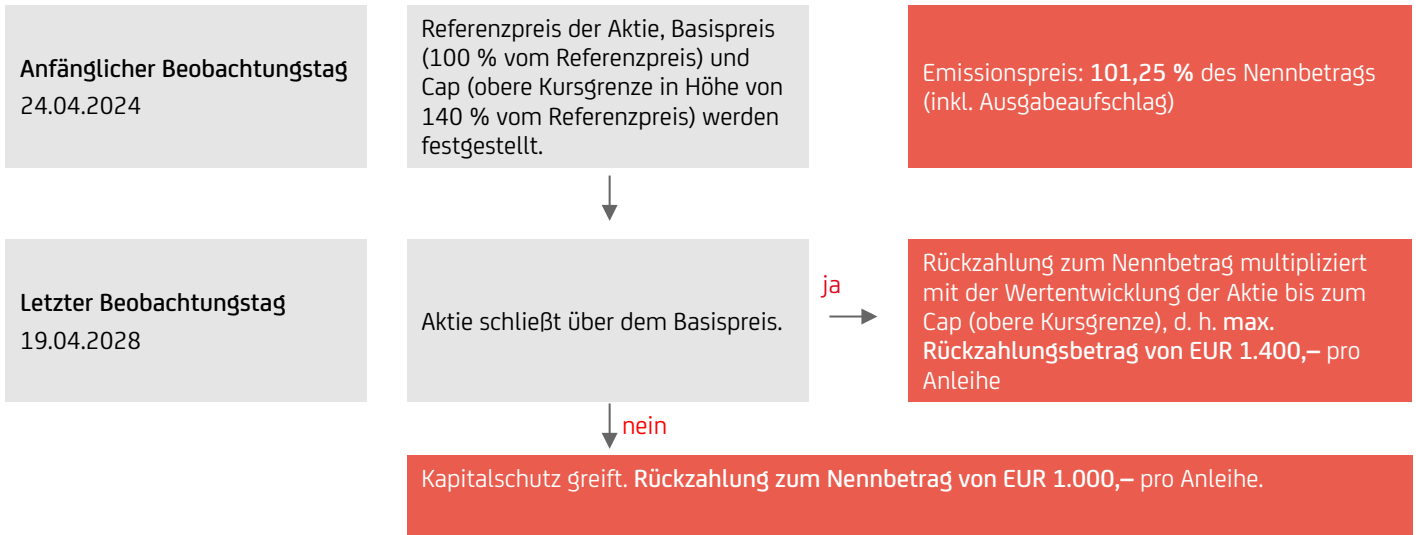 Anfänglicher Beobachtungstag
24.04.2024
Referenzpreis der Aktie, Basispreis
(100 % vom Referenzpreis) und
Cap (obere Kursgrenze in Höhe von
140 % vom Referenzpreis) werden
festgestellt.
Emissionspreis: 101,25 % des Nennbetrags
(inkl. Ausgabeaufschlag)
Letzter Beobachtungstag
19.04.2028
Aktie schließt über dem Basispreis.
ja
Rückzahlung zum Nennbetrag multipliziert
mit der Wertentwicklung der Aktie bis zum
Cap (obere Kursgrenze), d. h. max.
Rückzahlungsbetrag von EUR 1.400,– pro
Anleihe
nein
Kapitalschutz greift. Rückzahlung zum Nennbetrag von EUR 1.000,– pro Anleihe.